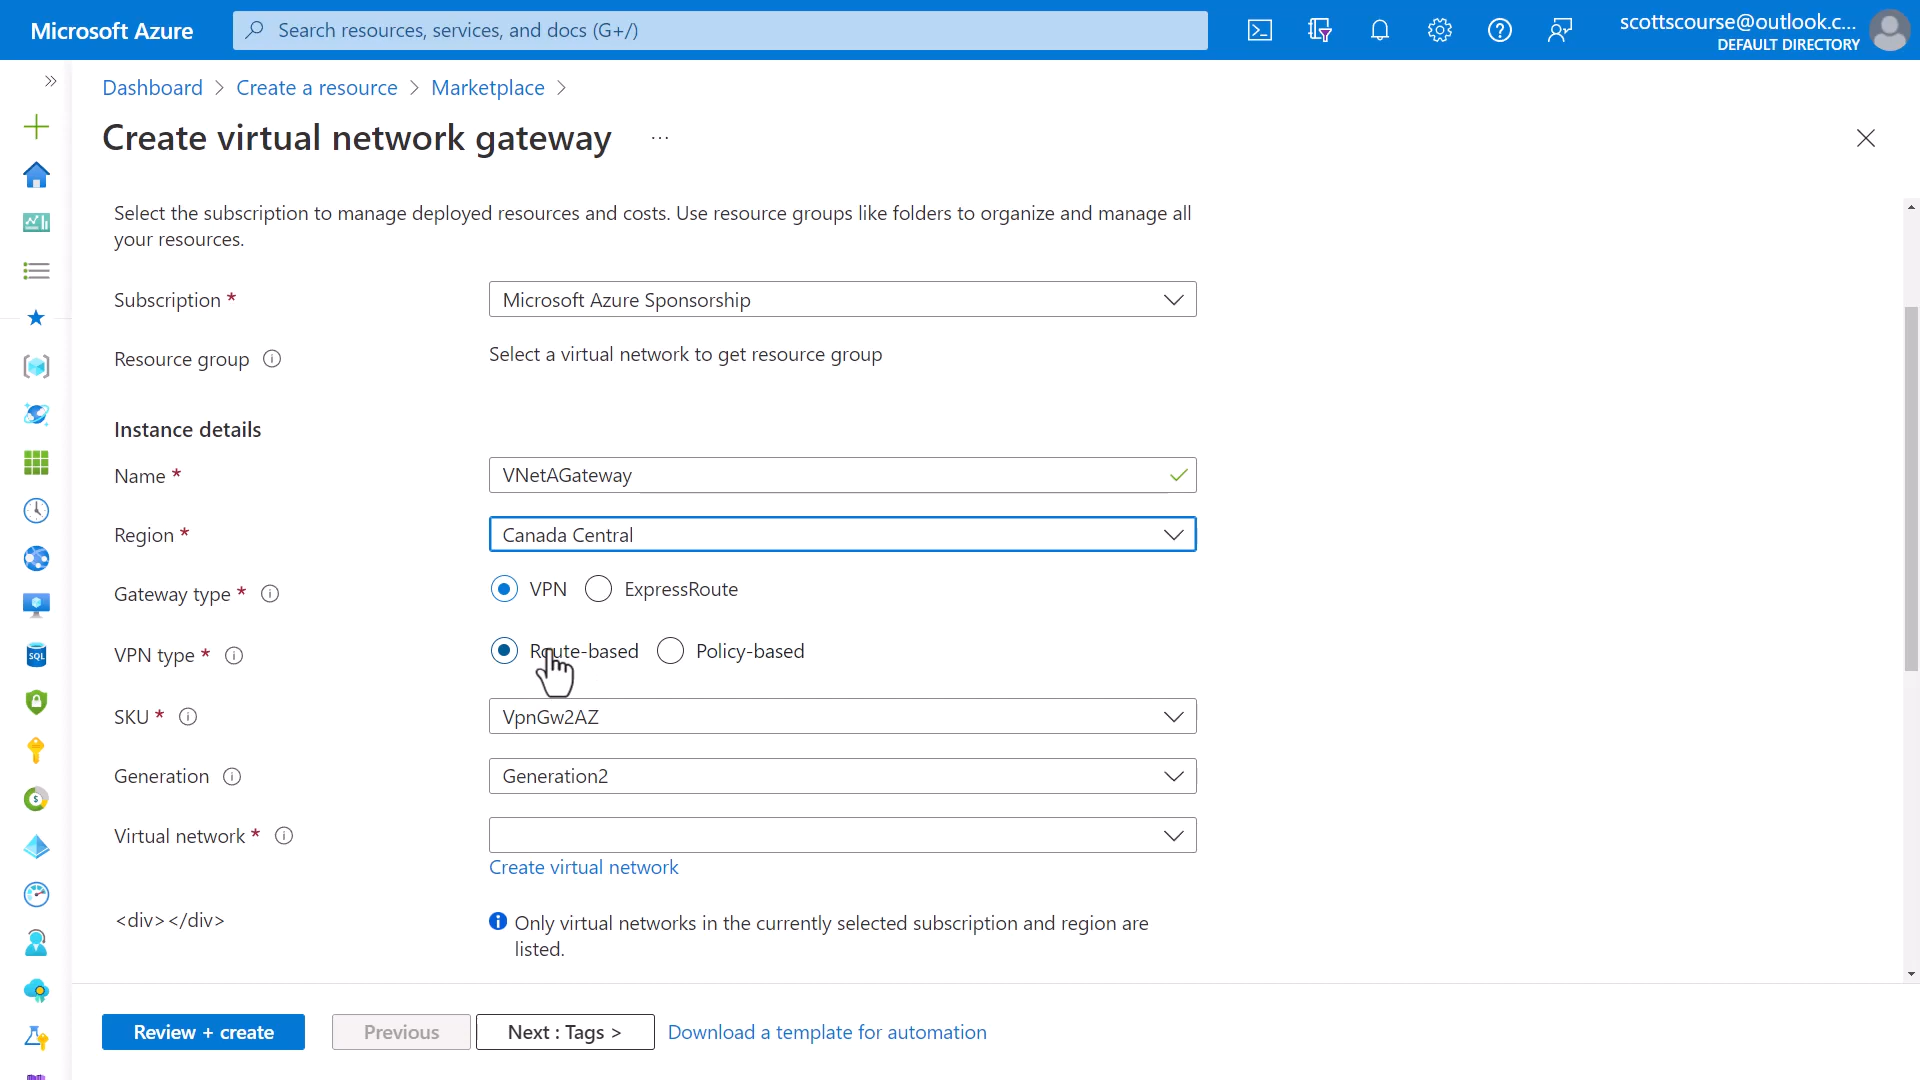 Microsoft Azure
Search resources, services, and docs (G+/)
scottscourse@outlook.c...
DEFAULT DIRECTORY
Dashboard > Create a resource > Marketplace >
Create virtual network gateway ...
Select the subscription to manage deployed resources and costs. Use resource groups like folders to organize and manage all
your resources.
Subscription *
Microsoft Azure Sponsorship
Resource group
Select a virtual network to get resource group
Instance details
Name *
VNetAGateway
Region *
Canada Central
Gateway type *
VPN ExpressRoute
VPN type *
Route-based Policy-based
SKU *
VpnGw2AZ
Generation
Generation2
Virtual network *
Create virtual network
<div></div>
Only virtual networks in the currently selected subscription and region are
listed.
Review + create Previous Next : Tags > Download a template for automation
SQL